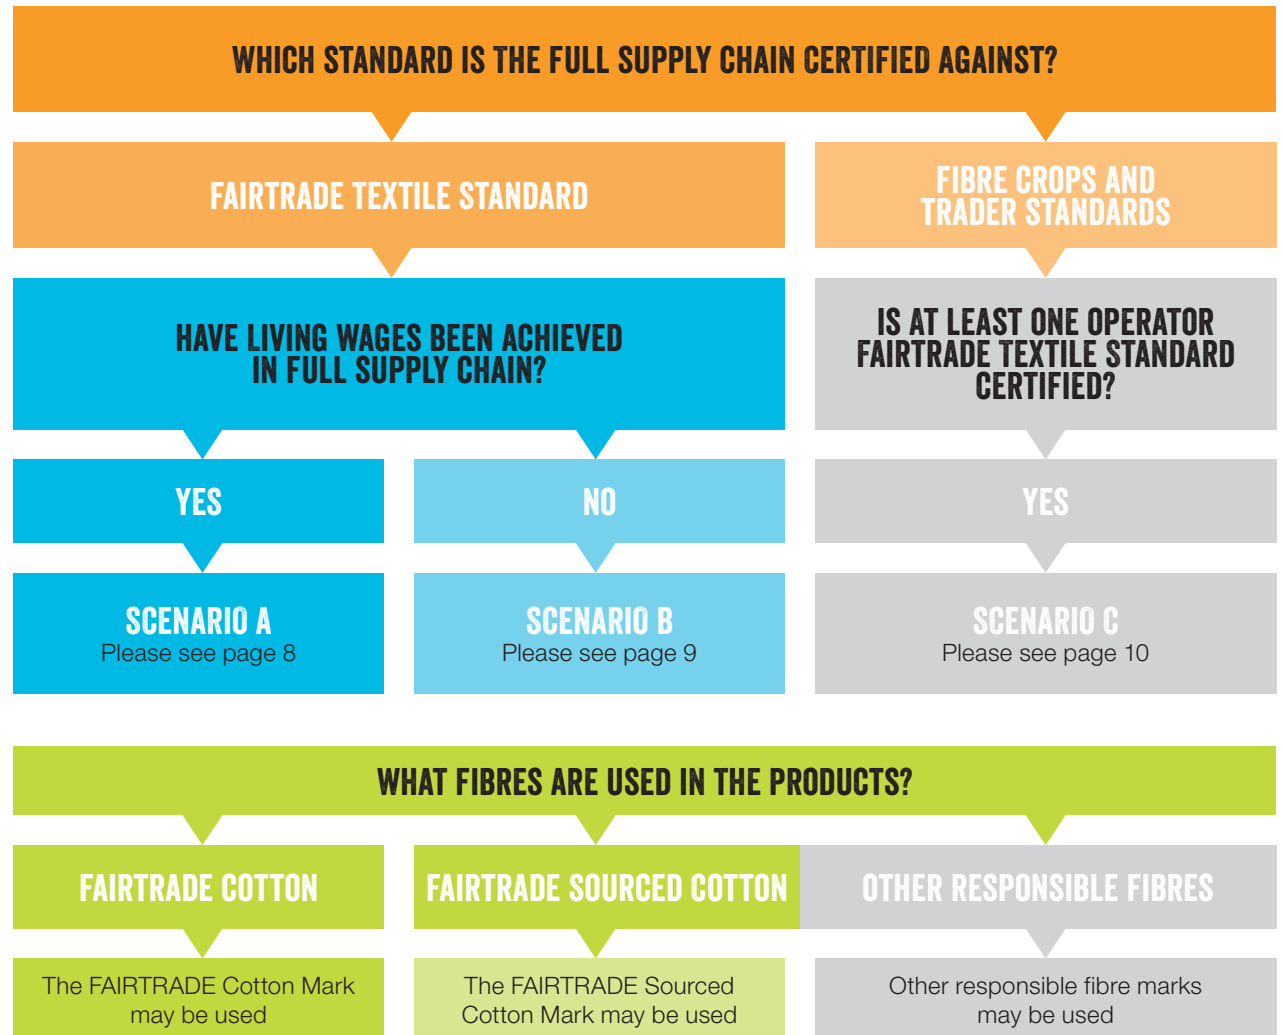 WHICH STANDARD IS THE FULL SUPPLY CHAIN CERTIFIED AGAINST?
FAIRTRADE TEXTILE STANDARD
FIBRE CROPS AND
TRADER STANDARDS
HAVE LIVING WAGES BEEN ACHIEVED
IN FULL SUPPLY CHAIN?
IS AT LEAST ONE OPERATOR
FAIRTRADE TEXTILE STANDARD
CERTIFIED?
YES
NO
YES
SCENARIO A
Please see page 8
SCENARIO B
Please see page 9
SCENARIO C
Please see page 10
WHAT FIBRES ARE USED IN THE PRODUCTS?
FAIRTRADE COTTON
FAIRTRADE SOURCED COTTON
OTHER RESPONSIBLE FIBRES
The FAIRTRADE Cotton Mark
may be used
The FAIRTRADE Sourced
Cotton Mark may be used
Other responsible fibre marks
may be used